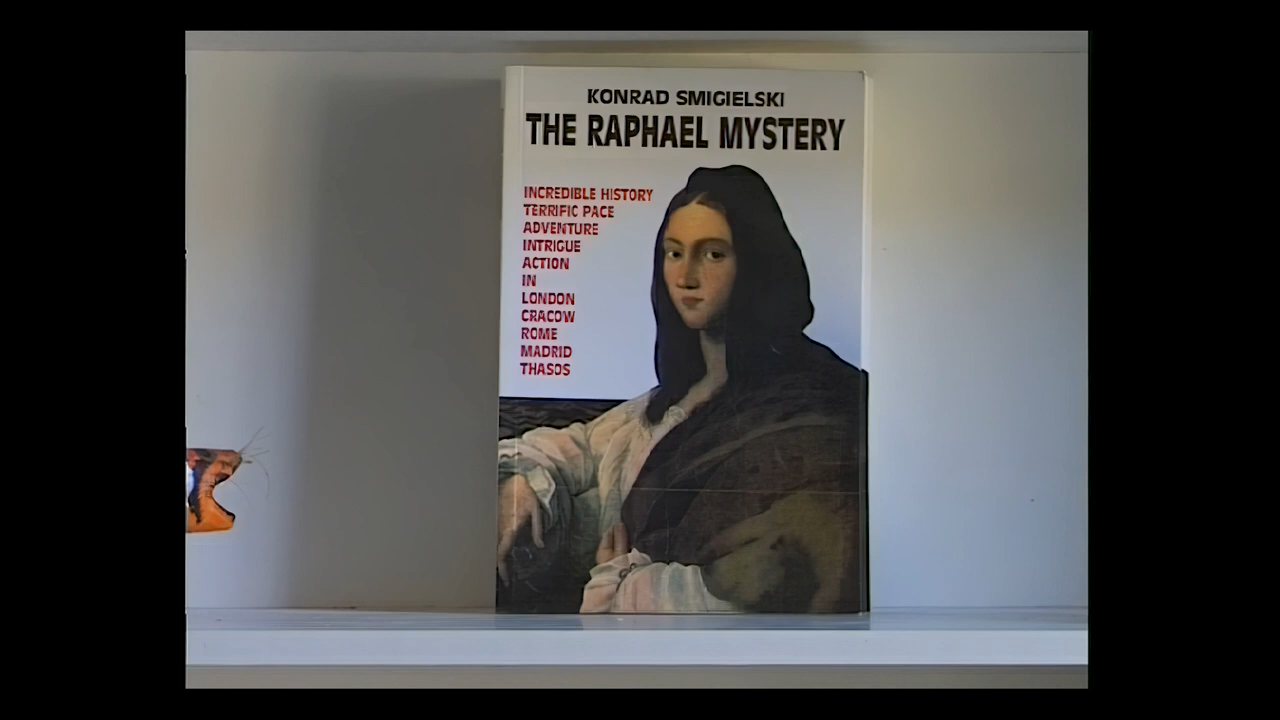 KONRAD SMIGIELSKI
THE RAPHAEL MYSTERY
INCREDIBLE HISTORY
TERRIFIC PACE
ADVENTURE
INTRIGUE
ACTION
IN
LONDON
CRACOW
ROME
MADRID
THASOS